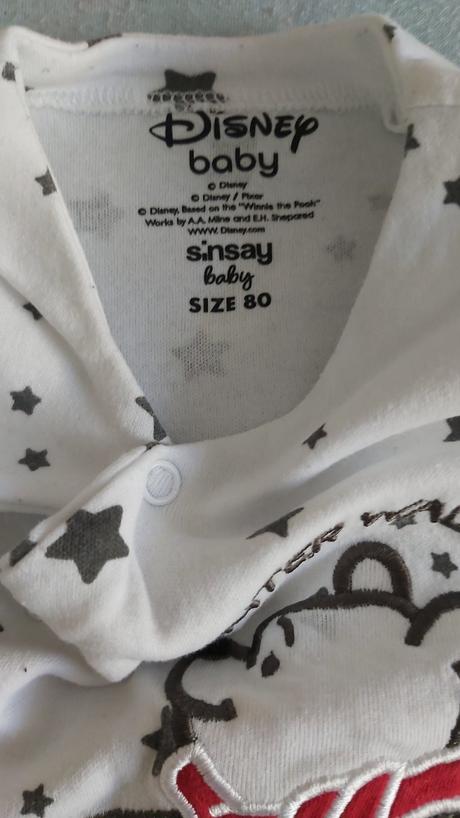 Disney
baby
© Disney
© Disney / Pixar
© Disney, Based on the "Winnie the Pooh"
Works by A.A. Milne and E.H. Shepared
WWW. Disney.com
sinsay
baby
SIZE 80